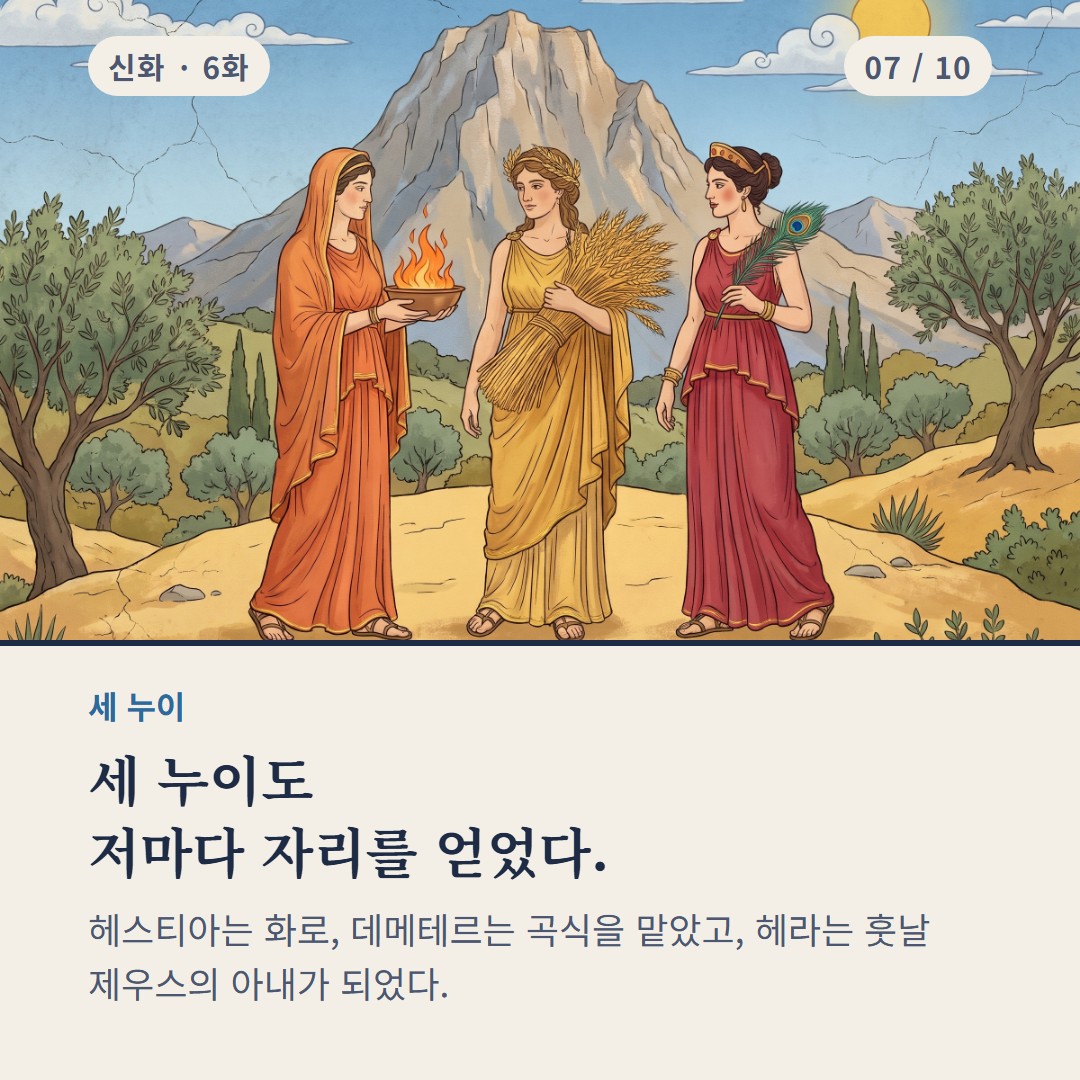 신화 · 6화
07 / 10
세 누이
세 누이도
저마다 자리를 얻었다.
헤스티아는 화로, 데메테르는 곡식을 맡았고, 헤라는 훗날
제우스의 아내가 되었다.